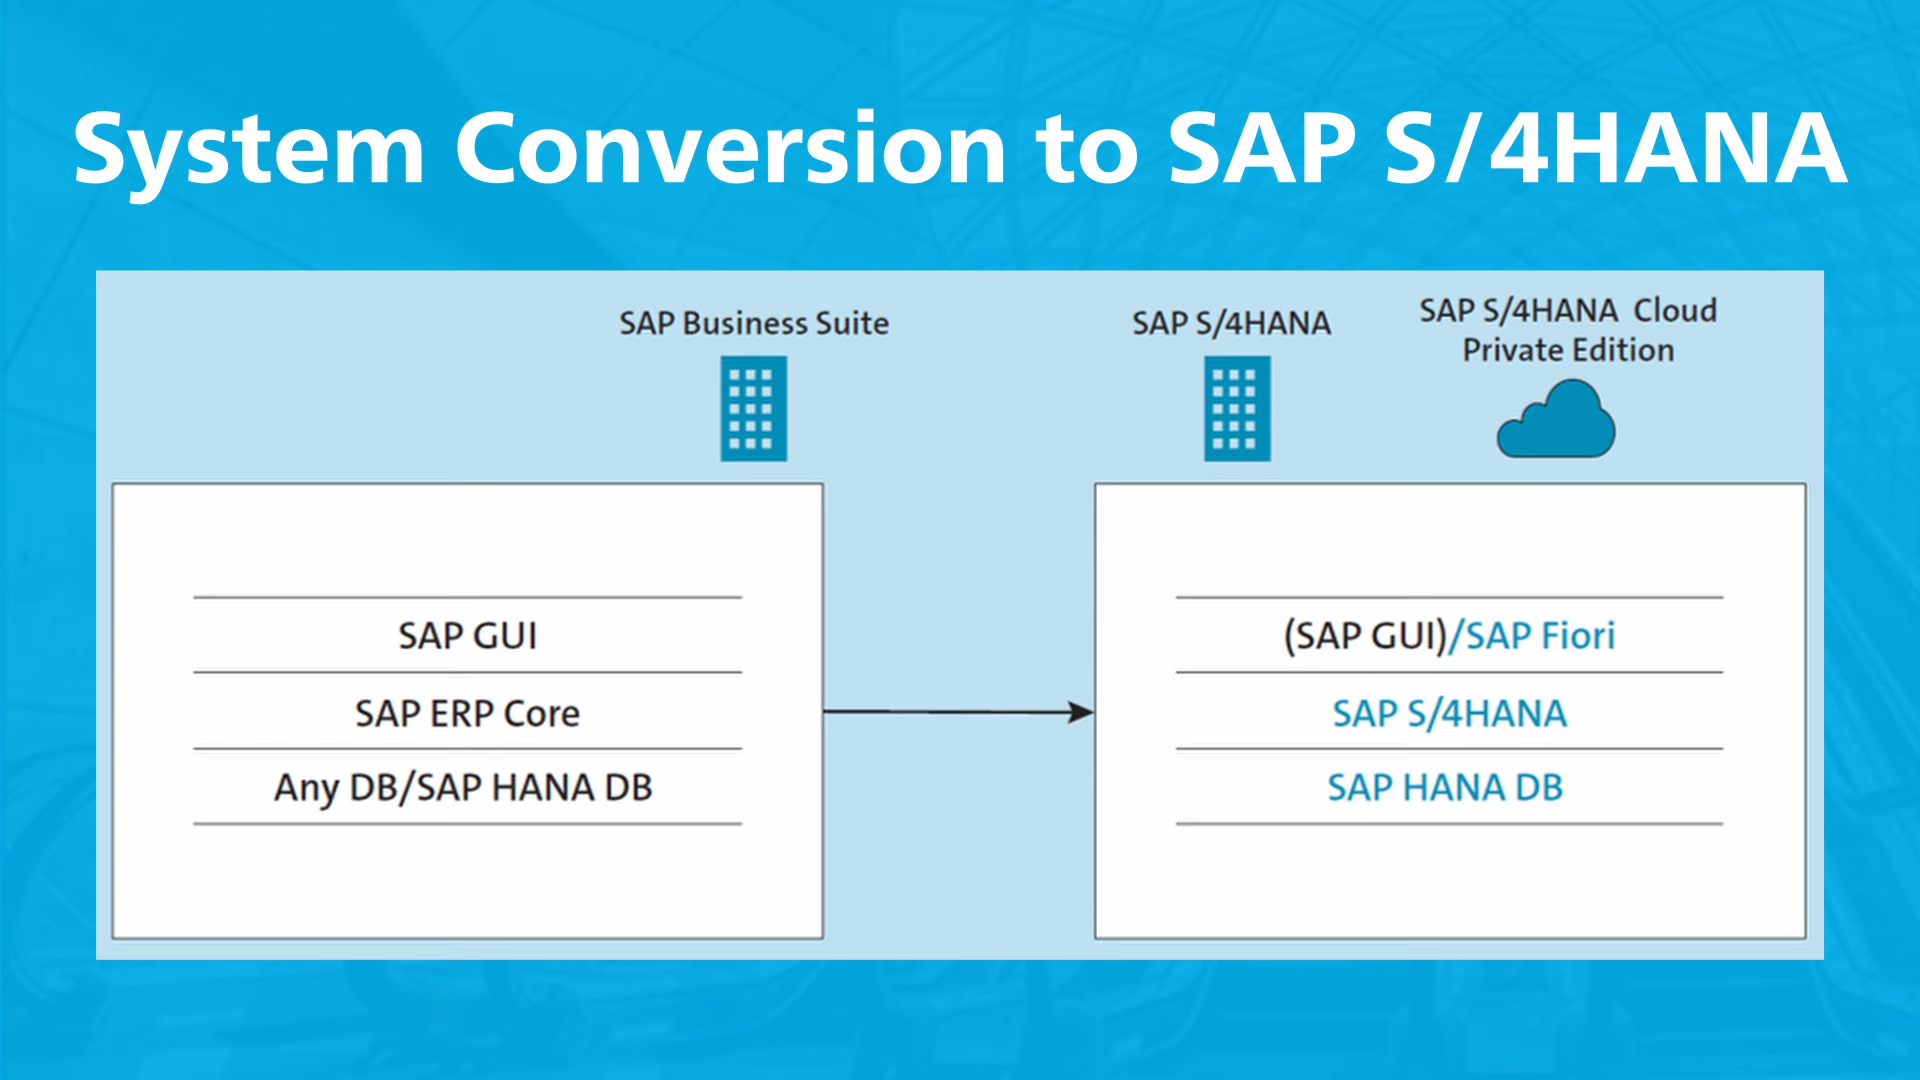 System Conversion to SAP S/4HANA
SAP Business Suite
SAP S/4HANA
SAP S/4HANA Cloud
Private Edition
SAP GUI
SAP ERP Core
Any DB/SAP HANA DB
(SAP GUI)/SAP Fiori
SAP S/4HANA
SAP HANA DB